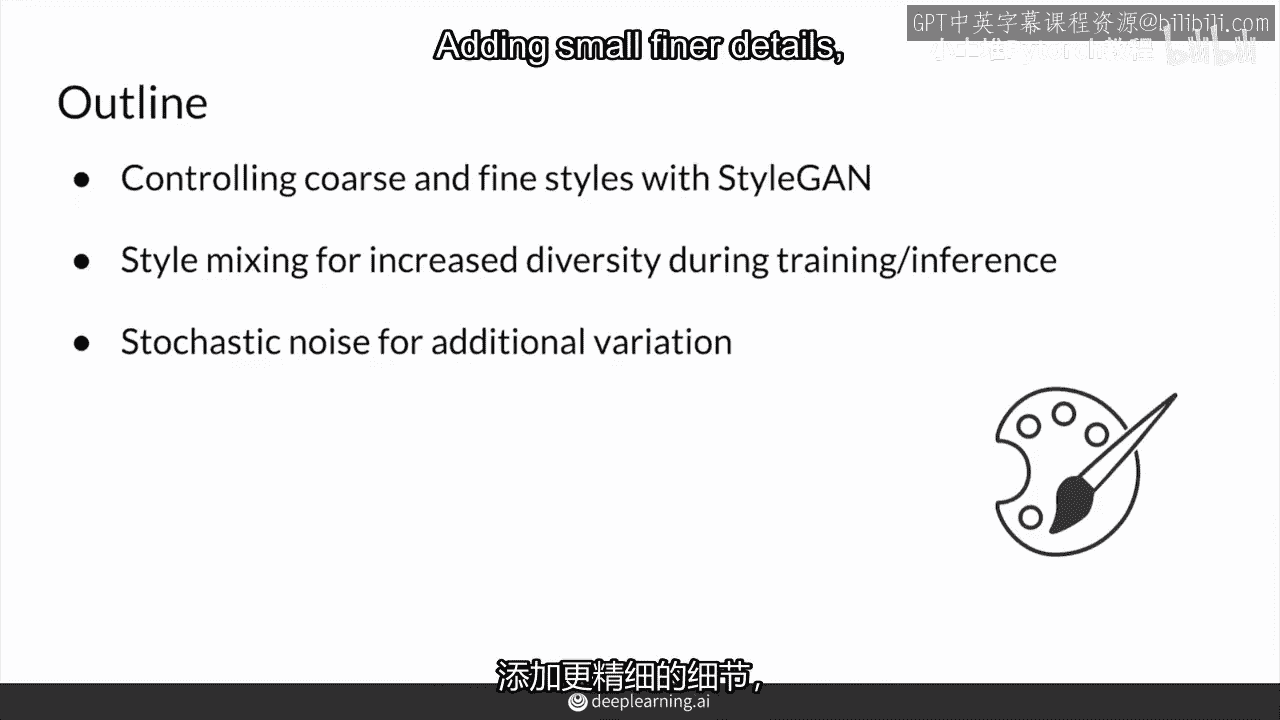 GPT中英字幕课程资源@bilibili.com
Adding small finer details,
Outline
● Controlling coarse and fine styles with StyleGAN
● Style mixing for increased diversity during training/inference
● Stochastic noise for additional variation
添加更精细的细节,
deeplearning.ai